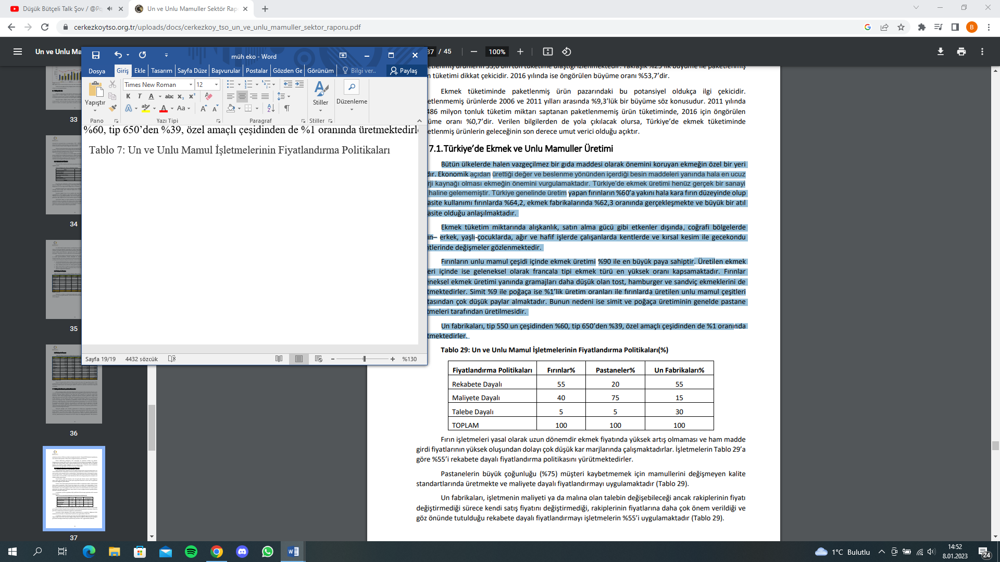 Düşük Bütçeli Talk Şov / @Po
Un ve Unlu Mamuller Sektör Rap
cerkezkoytso.org.tr/uploads/docs/cerkezkoy_tso_un_ve_unlu_mamuller_sektor_raporu.pdf
B
Un ve Unlu Ma
37 / 45
100%
müh eko - Word
Dosya Giriş Ekle Tasarım Sayfa Düze Başvurular Postalar Gözden Ge Görünüm Bilgi ver.. Paylaş
Yapıştır
Times New Roman 12
Stiller
Düzenleme
Pano Yazı Tipi Paragraf Stiller
%60, tip 650’den %39, özel amaçlı çeşidinden de %1 oranında üretmektedirle
Tablo 7: Un ve Unlu Mamul İşletmelerinin Fiyatlandırma Politikaları
Sayfa 19/19 4432 sözcük %130
33
34
35
36
37
etlenmiş ürünlerin 33,6 bin ton tüketime ulaştığı izlenmektedir. Yaklaşık %25’lik büyüme ile paketlenmiş
n tüketimi dikkat çekicidir. 2016 yılında ise öngörülen büyüme oranı %53,7’dir.
Ekmek tüketiminde paketlenmiş ürün pazarındaki bu potansiyel oldukça ilgi çekicidir.
etlenmemiş ürünlerde 2006 ve 2011 yılları arasında %9,3’lük bir büyüme söz konusudur. 2011 yılında
486 milyon tonluk tüketim miktarı saptanan paketlenmemiş ürün tüketiminde, 2016 için öngörülen
üme oranı %0,7’dir. Verilen bilgilerden de yola çıkılacak olursa, Türkiye’de ekmek tüketiminde
etlenmiş ürünlerin geleceğinin son derece umut verici olduğu açıktır.
7.1.Türkiye’de Ekmek ve Unlu Mamuller Üretimi
Bütün ülkelerde halen vazgeçilmez bir gıda maddesi olarak önemini koruyan ekmeğin özel bir yeri
dır. Ekonomik açıdan ürettiği değer ve beslenme yönünden içerdiği besin maddeleri yanında hala en ucuz
rji kaynağı olması ekmeğin önemini vurgulamaktadır. Türkiye’de ekmek üretimi henüz gerçek bir sanayi
haline gelememiştir. Türkiye genelinde üretim yapan fırınların %60’a yakını hala kara fırın düzeyinde olup
asite kullanımı fırınlarda %64,2, ekmek fabrikalarında %62,3 oranında gerçekleşmekte ve büyük bir atıl
asite olduğu anlaşılmaktadır.
Ekmek tüketim miktarında alışkanlık, satın alma gücü gibi etkenler dışında, coğrafi bölgelerde
ın– erkek, yaşlı-çocuklarda, ağır ve hafif işlerde çalışanlarda kentlerde ve kırsal kesim ile gecekondu
ntlerinde değişmeler gözlenmektedir.
Fırınların unlu mamul çeşidi içinde ekmek üretimi %90 ile en büyük paya sahiptir. Üretilen ekmek
eri içinde ise geleneksel olarak francala tipi ekmek türü en yüksek oranı kapsamaktadır. Fırınlar
eneksel ekmek üretimi yanında gramajları daha düşük olan tost, hamburger ve sandviç ekmeklerini de
tmektedirler. Simit %9 ile poğaça ise %1’lik üretim oranları ile fırınlarda üretilen unlu mamul çeşitleri
tasından çok düşük paylar almaktadır. Bunun nedeni ise simit ve poğaça üretiminin genelde pastane
tmeleri tarafından üretilmesidir.
Un fabrikaları, tip 550 un çeşidinden %60, tip 650’den %39, özel amaçlı çeşidinden de %1 oranında
tmektedirler.
Tablo 29: Un ve Unlu Mamul İşletmelerinin Fiyatlandırma Politikaları(%)
Fiyatlandırma Politikaları Fırınlar% Pastaneler% Un Fabrikaları%
Rekabete Dayalı 55 20 55
Maliyete Dayalı 40 75 15
Talebe Dayalı 5 5 30
TOPLAM 100 100 100
Fırın işletmeleri yasal olarak uzun dönemdir ekmek fiyatında yüksek artış olmaması ve ham madde
girdi fiyatlarının yüksek oluşundan dolayı çok düşük kar marjlarında çalışmaktadırlar. İşletmelerin Tablo 29’a
göre %55’i rekabete dayalı fiyatlandırma politikasını yürütmektedirler.
Pastanelerin büyük çoğunluğu (%75) müşteri kaybetmemek için mamullerini değişmeyen kalite
standartlarında üretmekte ve maliyete dayalı fiyatlandırmayı uygulamaktadır (Tablo 29).
Un fabrikaları, işletmenin maliyeti ya da malına olan talebin değişebileceği ancak rakiplerinin fiyatı
değiştirmediği sürece kendi satış fiyatını değiştirmediği, rakiplerinin fiyatlarına daha çok önem verildiği ve
göz önünde tutulduğu rekabete dayalı fiyatlandırmayı işletmelerin %55’i uygulamaktadır (Tablo 29).
1°C Bulutlu
14:52
8.01.2023
24